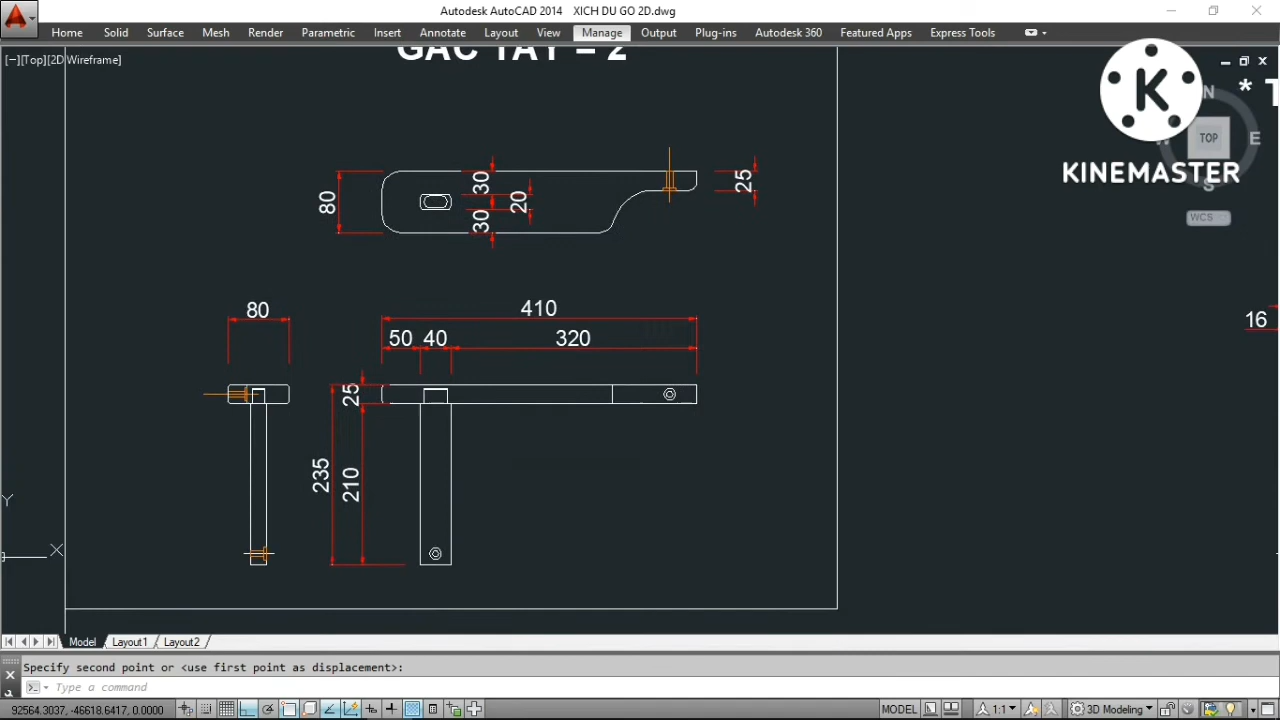 Autodesk AutoCAD 2014 XICH DU GO 2D.dwg
Home Solid Surface Mesh Render Parametric Insert Annotate Layout View Manage Output Plug-ins Autodesk 360 Featured Apps Express Tools
[−][Top][2D Wireframe]
GAC TAY = 2
K
KINEMASTER
N
* T
TOP
W
E
S
WCS
80
30
30
20
25
80
410
50 40 320
25
235
210
16
Y
X
Model Layout1 Layout2
Specify second point or <use first point as displacement>:
Type a command
92564.3037, -46618.6417, 0.0000
MODEL
1:1
3D Modeling